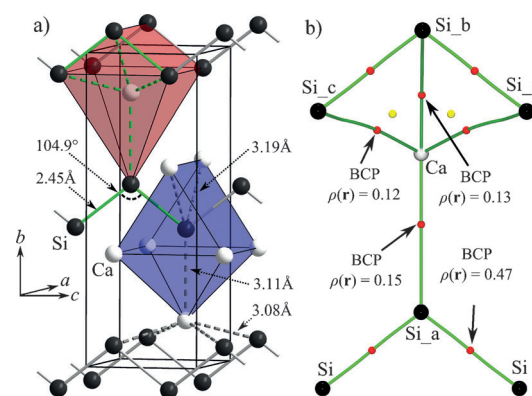 a)
104.9°
2.45Å
3.19Å
Si
Ca
3.11Å
3.08Å
b
a
c
b)
Si_b
Si_c
Si_
Ca
BCP
ρ(r) = 0.12
BCP
ρ(r) = 0.13
BCP
ρ(r) = 0.15
BCP
ρ(r) = 0.47
Si_a
Si
Si